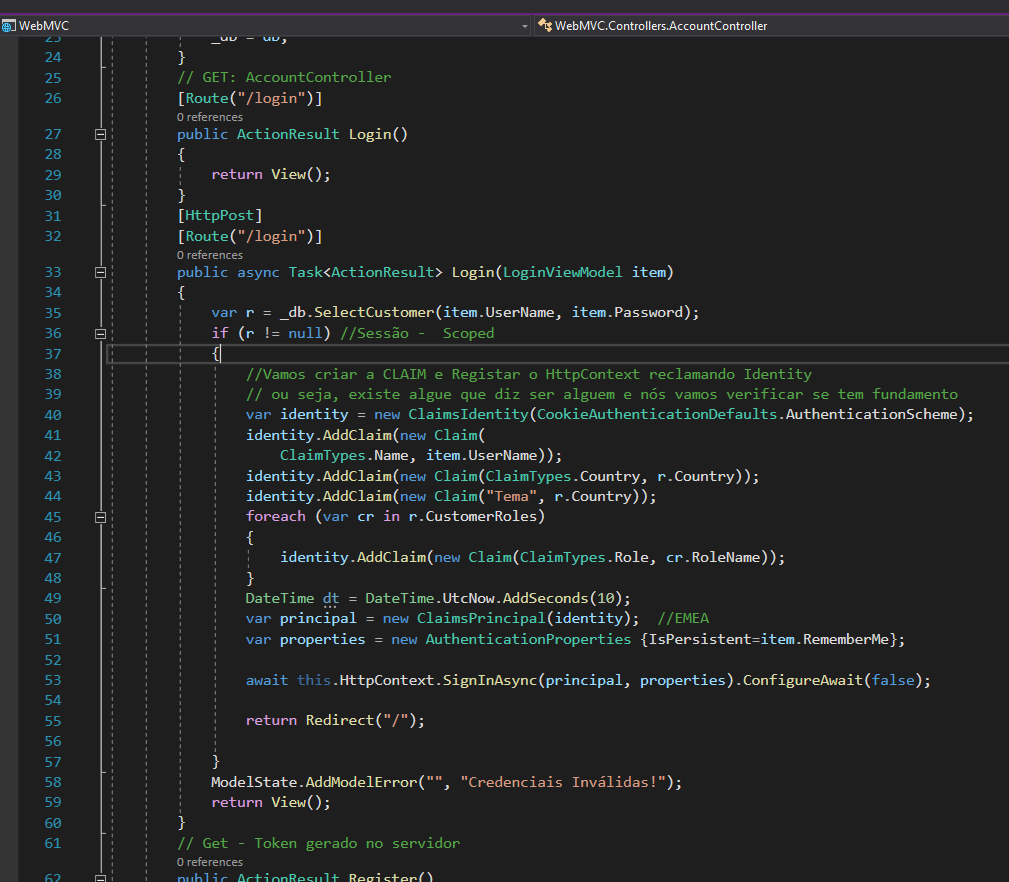 WebMVC WebMVC.Controllers.AccountController
23 _db = db;
24 }
25 // GET: AccountController
26 [Route("/login")]
0 references
27 public ActionResult Login()
28 {
29 return View();
30 }
31 [HttpPost]
32 [Route("/login")]
0 references
33 public async Task<ActionResult> Login(LoginViewModel item)
34 {
35 var r = _db.SelectCustomer(item.UserName, item.Password);
36 if (r != null) //Sessão -  Scoped
37 {
38 //Vamos criar a CLAIM e Registar o HttpContext reclamando Identity
39 // ou seja, existe algue que diz ser alguem e nós vamos verificar se tem fundamento
40 var identity = new ClaimsIdentity(CookieAuthenticationDefaults.AuthenticationScheme);
41 identity.AddClaim(new Claim(
42 ClaimTypes.Name, item.UserName));
43 identity.AddClaim(new Claim(ClaimTypes.Country, r.Country));
44 identity.AddClaim(new Claim("Tema", r.Country));
45 foreach (var cr in r.CustomerRoles)
46 {
47 identity.AddClaim(new Claim(ClaimTypes.Role, cr.RoleName));
48 }
49 DateTime dt = DateTime.UtcNow.AddSeconds(10);
50 var principal = new ClaimsPrincipal(identity);  //EMEA
51 var properties = new AuthenticationProperties {IsPersistent=item.RememberMe};
52
53 await this.HttpContext.SignInAsync(principal, properties).ConfigureAwait(false);
54
55 return Redirect("/");
56
57 }
58 ModelState.AddModelError("", "Credenciais Inválidas!");
59 return View();
60 }
61 // Get - Token gerado no servidor
0 references
62 public ActionResult Register()